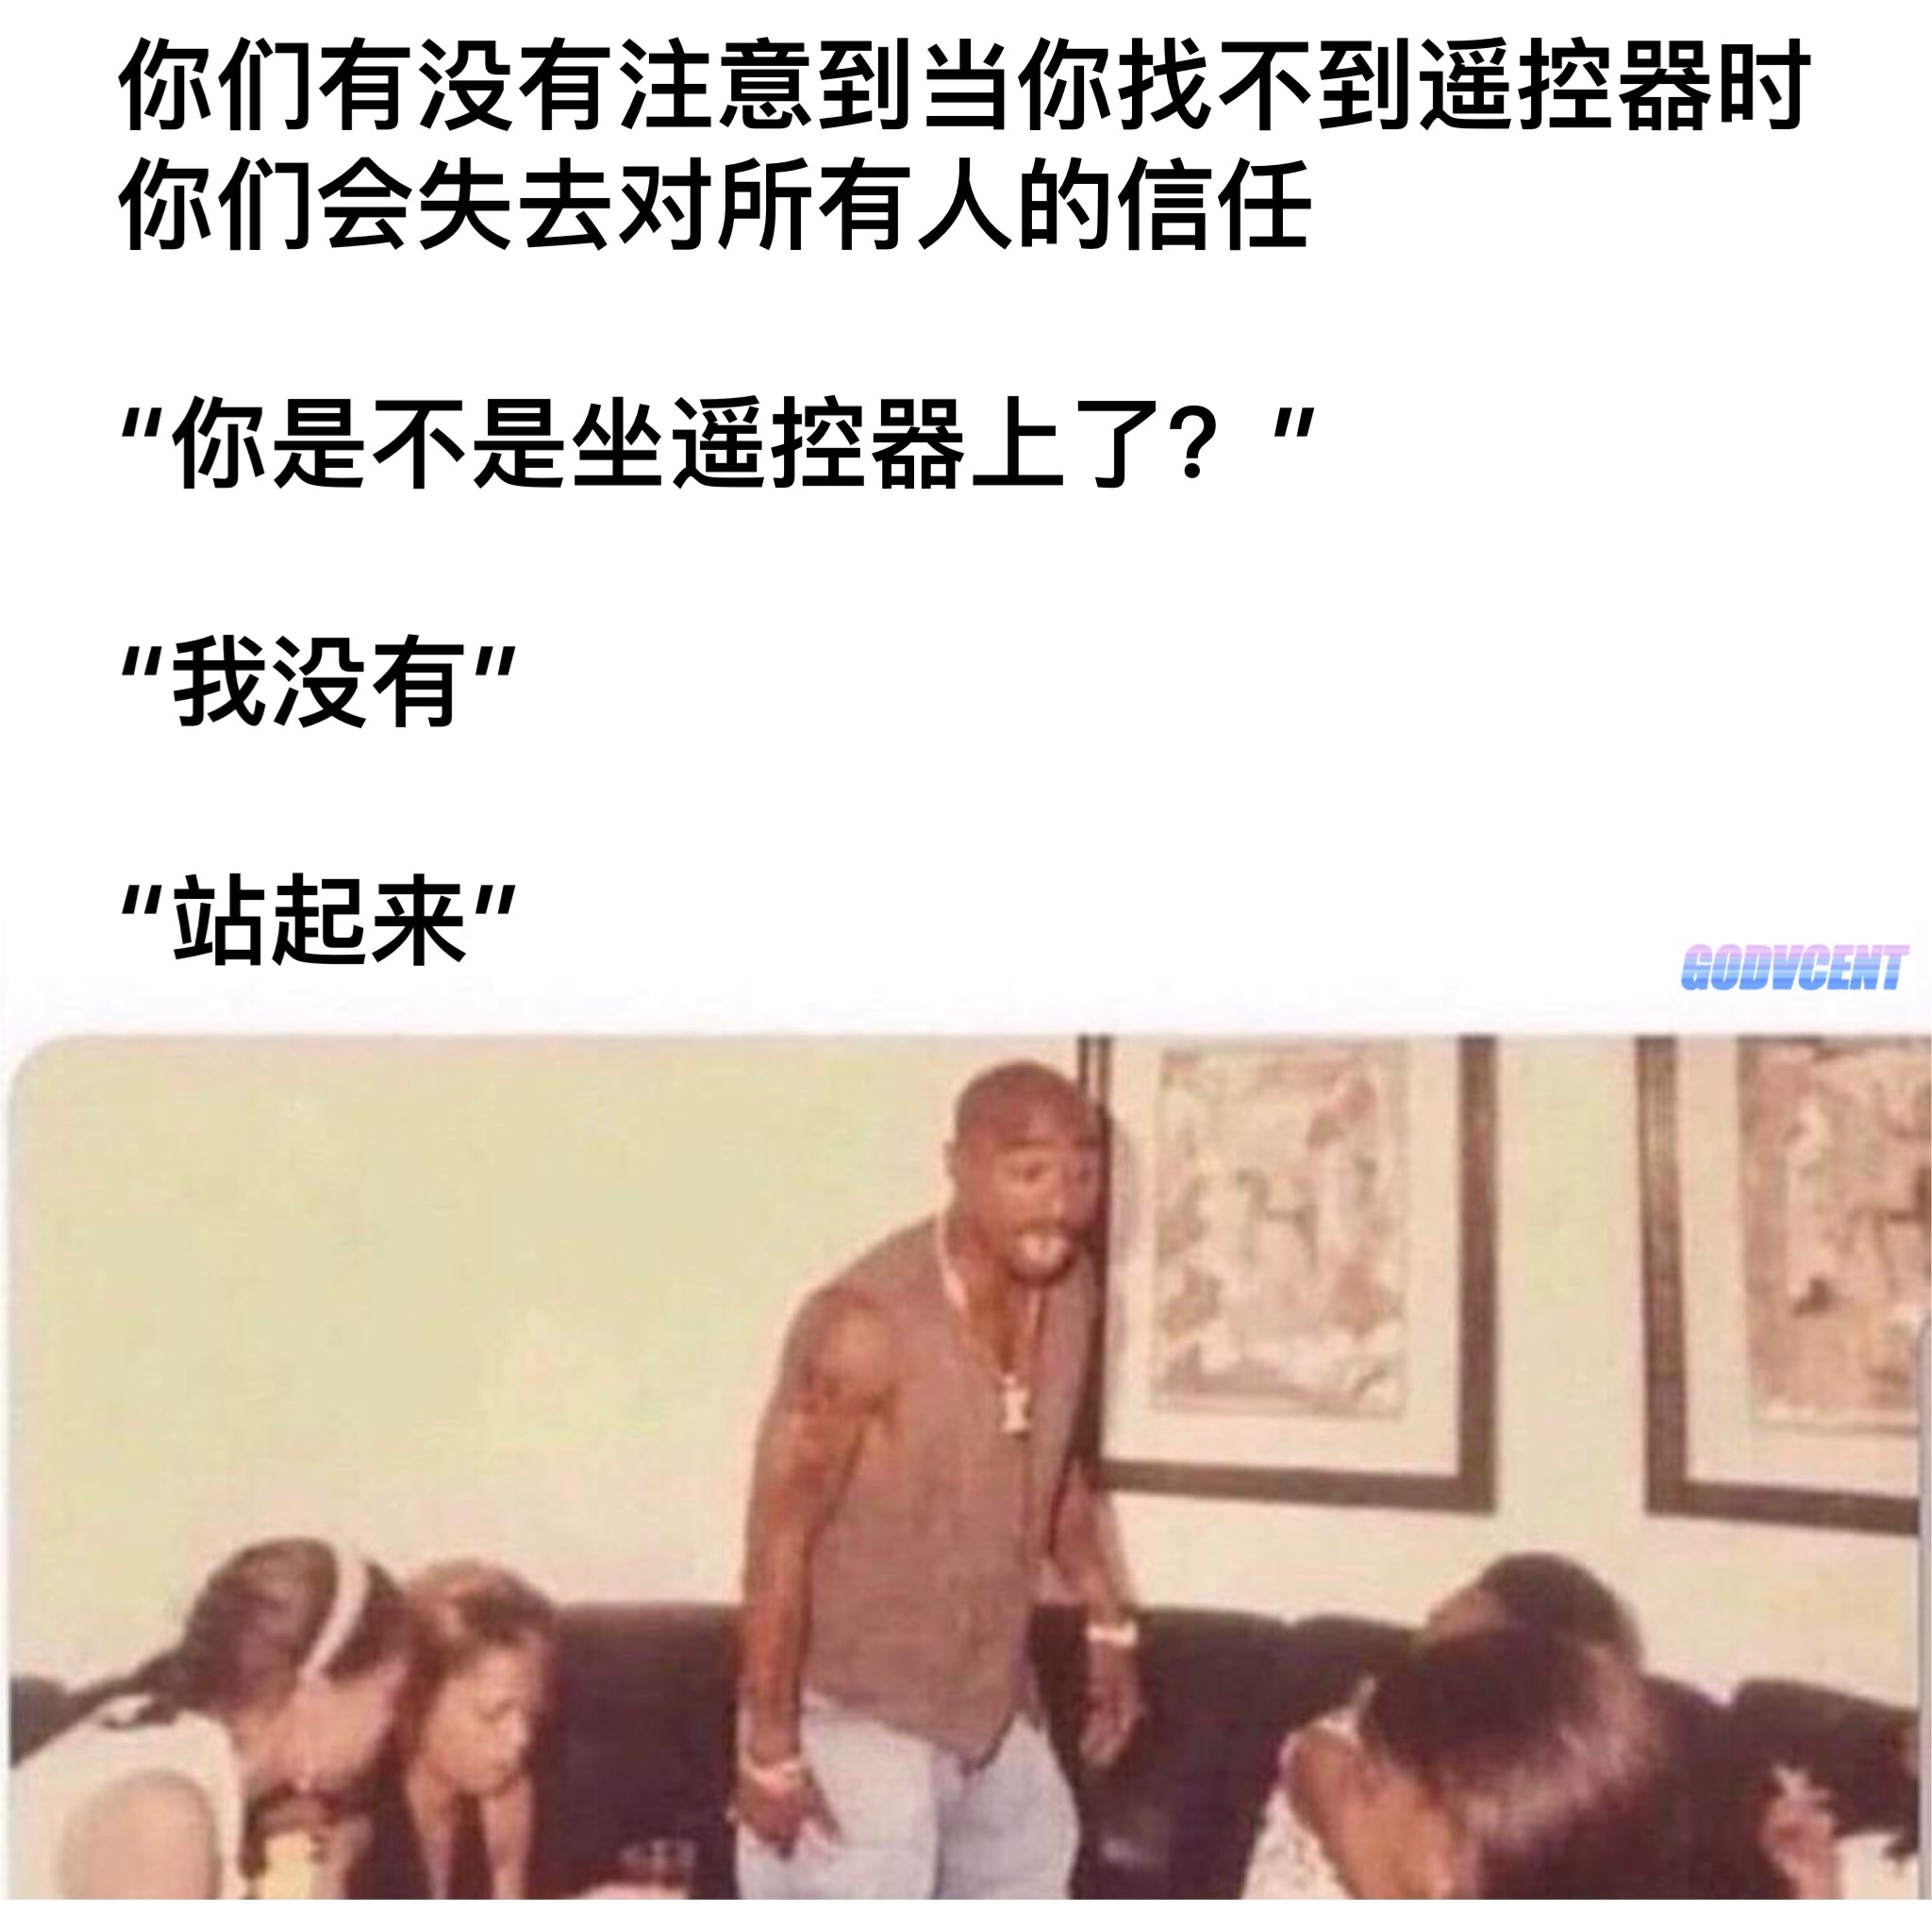 你们有没有注意到当你找不到遥控器时
你们会失去对所有人的信任
“你是不是坐遥控器上了？”
“我没有”
“站起来”
GODVCENT